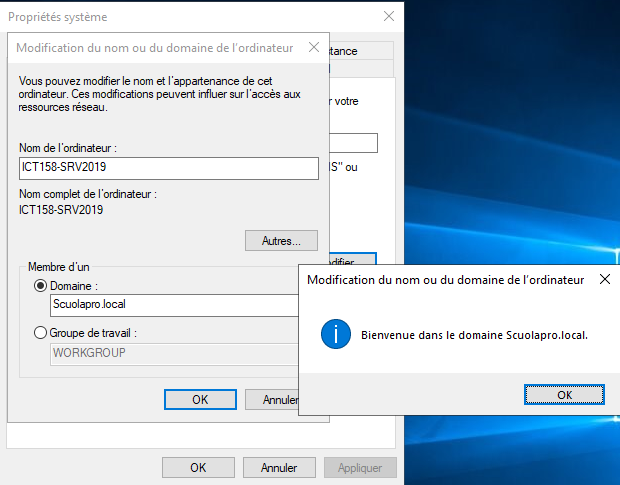 Propriétés système
Modification du nom ou du domaine de l'ordinateur
stance
Vous pouvez modifier le nom et l'appartenance de cet
ordinateur. Ces modifications peuvent influer sur l'accès aux
ressources réseau.
r votre
Nom de l'ordinateur :
ICT158-SRV2019
IS" ou
Nom complet de l'ordinateur :
ICT158-SRV2019
Autres...
odifier...
Membre d'un
Domaine :
Scuolapro.local
Groupe de travail :
WORKGROUP
OK
Annuler
Modification du nom ou du domaine de l'ordinateur
Bienvenue dans le domaine Scuolapro.local.
OK
OK
Annuler
Appliquer